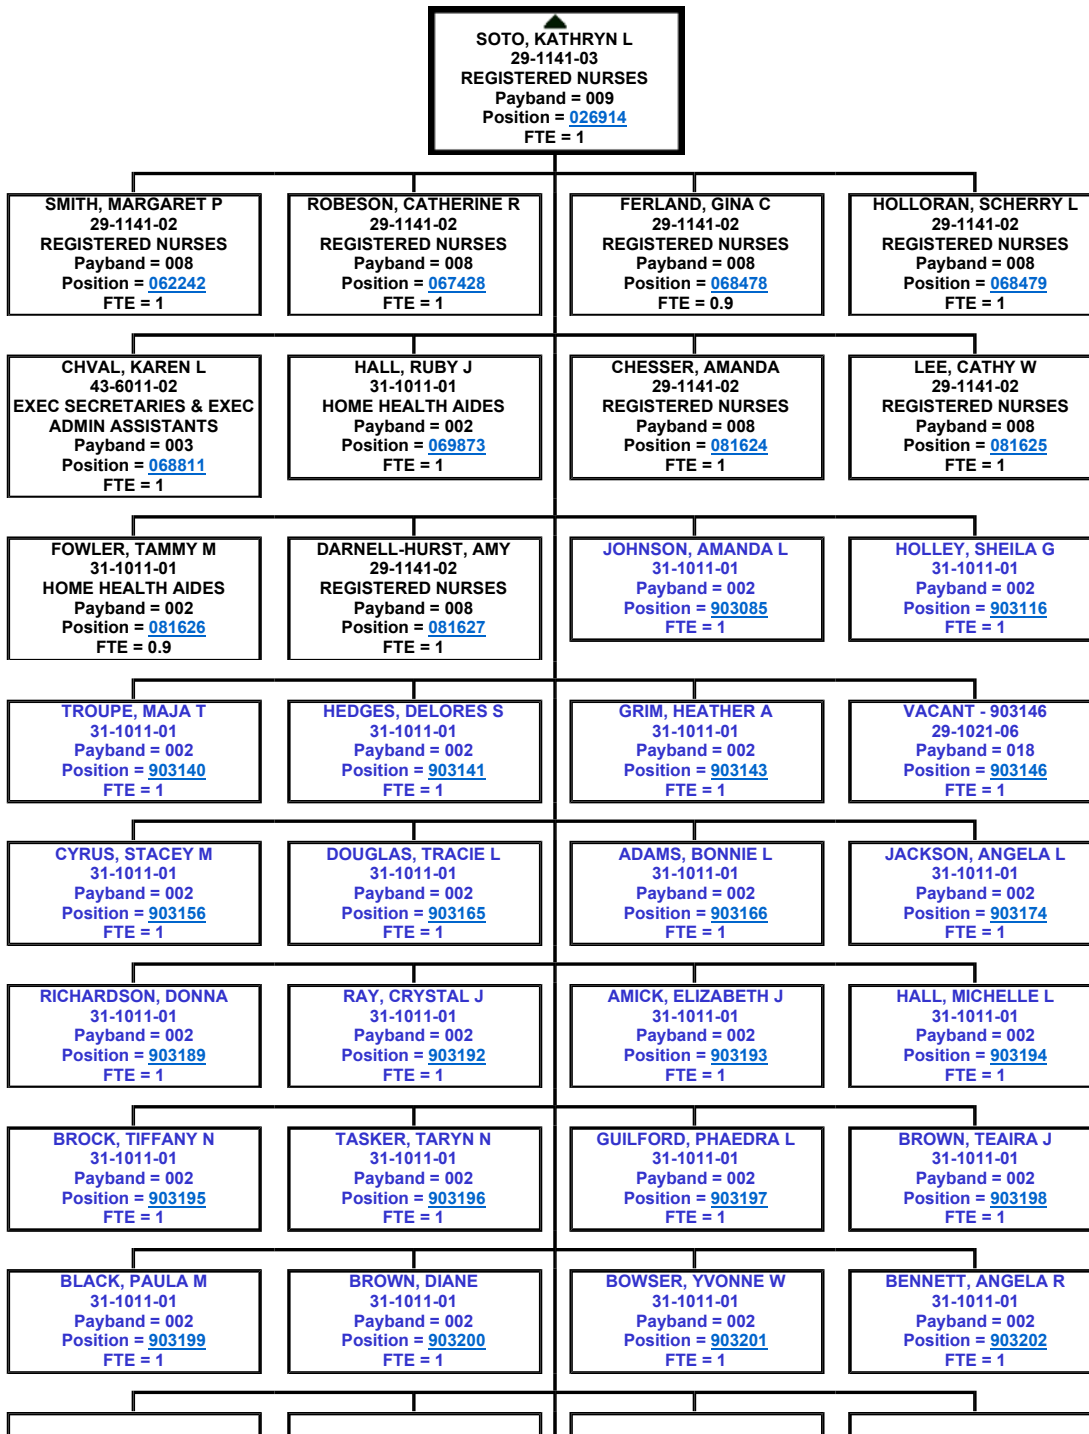 SOTO, KATHRYN L
29-1141-03
REGISTERED NURSES
Payband = 009
Position = 026914
FTE = 1
SMITH, MARGARET P
29-1141-02
REGISTERED NURSES
Payband = 008
Position = 062242
FTE = 1
ROBESON, CATHERINE R
29-1141-02
REGISTERED NURSES
Payband = 008
Position = 067428
FTE = 1
FERLAND, GINA C
29-1141-02
REGISTERED NURSES
Payband = 008
Position = 068478
FTE = 0.9
HOLLORAN, SCHERRY L
29-1141-02
REGISTERED NURSES
Payband = 008
Position = 068479
FTE = 1
CHVAL, KAREN L
43-6011-02
EXEC SECRETARIES & EXEC
ADMIN ASSISTANTS
Payband = 003
Position = 068811
FTE = 1
HALL, RUBY J
31-1011-01
HOME HEALTH AIDES
Payband = 002
Position = 069873
FTE = 1
CHESSER, AMANDA
29-1141-02
REGISTERED NURSES
Payband = 008
Position = 081624
FTE = 1
LEE, CATHY W
29-1141-02
REGISTERED NURSES
Payband = 008
Position = 081625
FTE = 1
FOWLER, TAMMY M
31-1011-01
HOME HEALTH AIDES
Payband = 002
Position = 081626
FTE = 0.9
DARNELL-HURST, AMY
29-1141-02
REGISTERED NURSES
Payband = 008
Position = 081627
FTE = 1
JOHNSON, AMANDA L
31-1011-01
Payband = 002
Position = 903085
FTE = 1
HOLLEY, SHEILA G
31-1011-01
Payband = 002
Position = 903116
FTE = 1
TROUPE, MAJA T
31-1011-01
Payband = 002
Position = 903140
FTE = 1
HEDGES, DELORES S
31-1011-01
Payband = 002
Position = 903141
FTE = 1
GRIM, HEATHER A
31-1011-01
Payband = 002
Position = 903143
FTE = 1
VACANT - 903146
29-1021-06
Payband = 018
Position = 903146
FTE = 1
CYRUS, STACEY M
31-1011-01
Payband = 002
Position = 903156
FTE = 1
DOUGLAS, TRACIE L
31-1011-01
Payband = 002
Position = 903165
FTE = 1
ADAMS, BONNIE L
31-1011-01
Payband = 002
Position = 903166
FTE = 1
JACKSON, ANGELA L
31-1011-01
Payband = 002
Position = 903174
FTE = 1
RICHARDSON, DONNA
31-1011-01
Payband = 002
Position = 903189
FTE = 1
RAY, CRYSTAL J
31-1011-01
Payband = 002
Position = 903192
FTE = 1
AMICK, ELIZABETH J
31-1011-01
Payband = 002
Position = 903193
FTE = 1
HALL, MICHELLE L
31-1011-01
Payband = 002
Position = 903194
FTE = 1
BROCK, TIFFANY N
31-1011-01
Payband = 002
Position = 903195
FTE = 1
TASKER, TARYN N
31-1011-01
Payband = 002
Position = 903196
FTE = 1
GUILFORD, PHAEDRA L
31-1011-01
Payband = 002
Position = 903197
FTE = 1
BROWN, TEAIRA J
31-1011-01
Payband = 002
Position = 903198
FTE = 1
BLACK, PAULA M
31-1011-01
Payband = 002
Position = 903199
FTE = 1
BROWN, DIANE
31-1011-01
Payband = 002
Position = 903200
FTE = 1
BOWSER, YVONNE W
31-1011-01
Payband = 002
Position = 903201
FTE = 1
BENNETT, ANGELA R
31-1011-01
Payband = 002
Position = 903202
FTE = 1